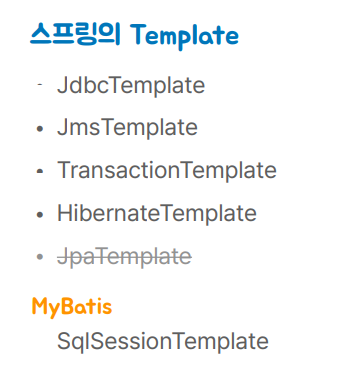 스프링의 Template
- JdbcTemplate
• JmsTemplate
• TransactionTemplate
• HibernateTemplate
• JpaTemplate
MyBatis
SqlSessionTemplate